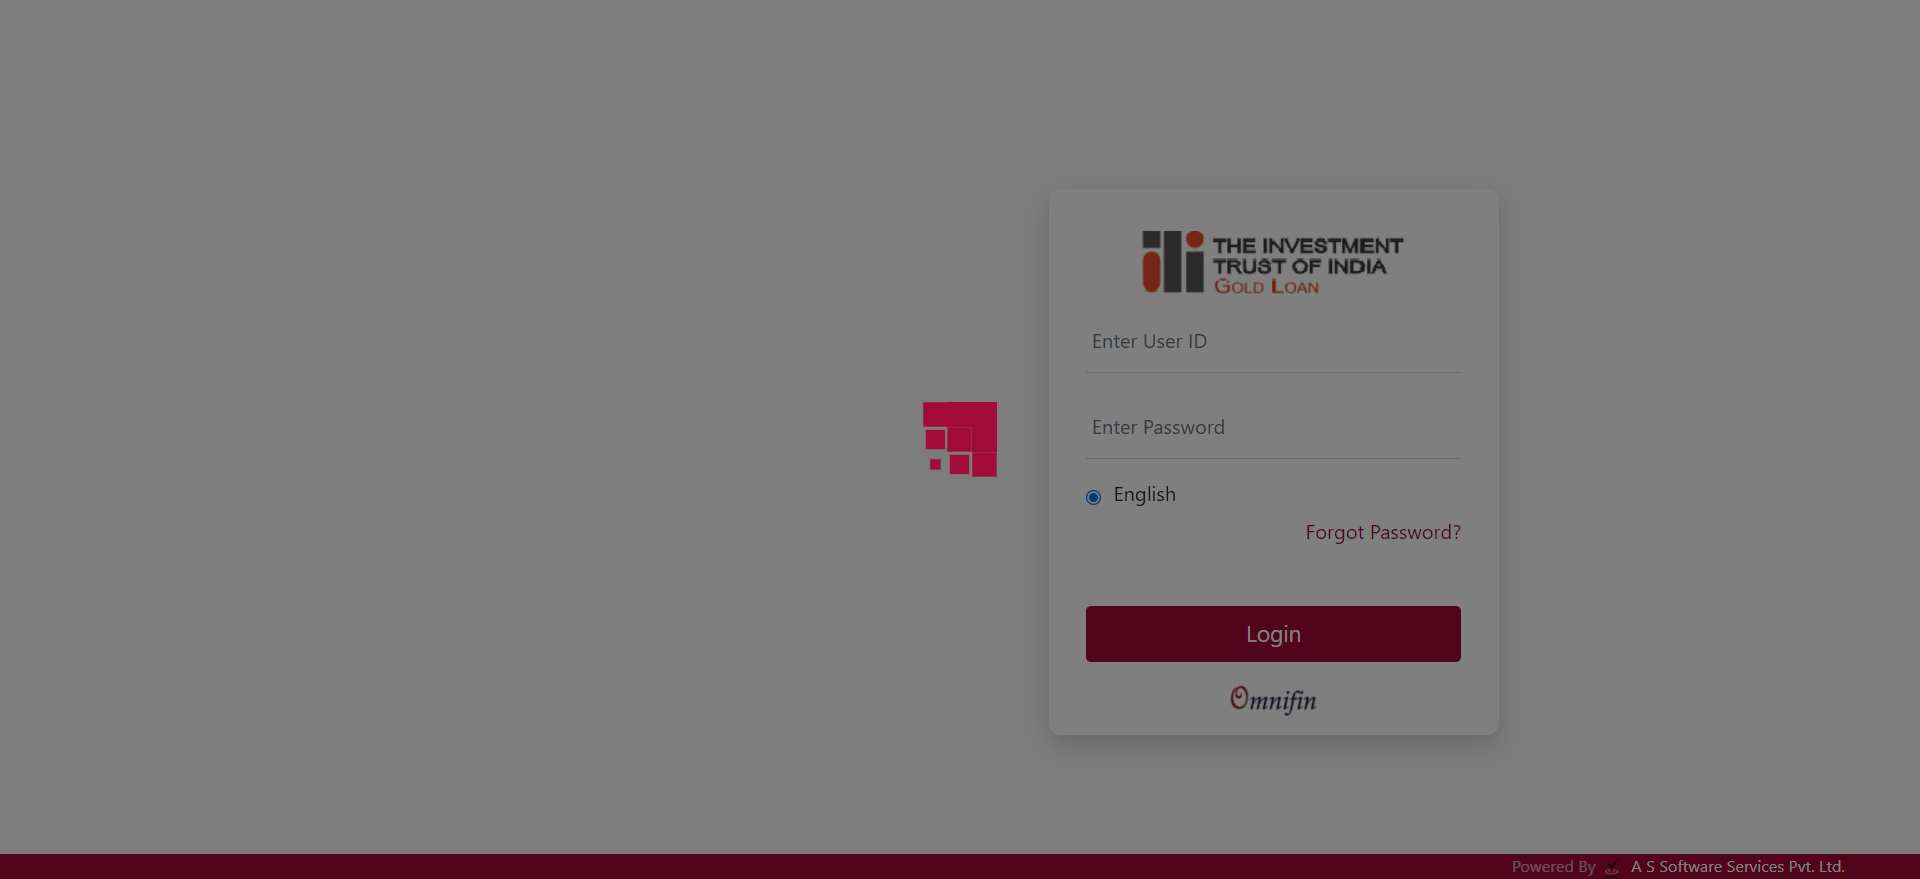 THE INVESTMENT
TRUST OF INDIA
GOLD LOAN
Enter User ID
Enter Password
English
Forgot Password?
Login
Omnifin
Powered By A S Software Services Pvt. Ltd.